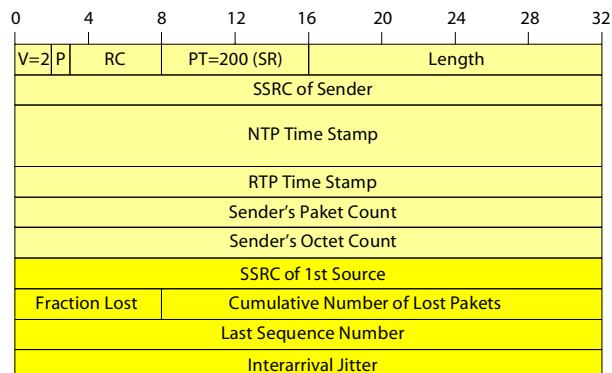 0 4 8 12 16 20 24 28 32
V=2 P RC PT=200 (SR) Length
SSRC of Sender
NTP Time Stamp
RTP Time Stamp
Sender's Paket Count
Sender's Octet Count
SSRC of 1st Source
Fraction Lost Cumulative Number of Lost Pakets
Last Sequence Number
Interarrival Jitter